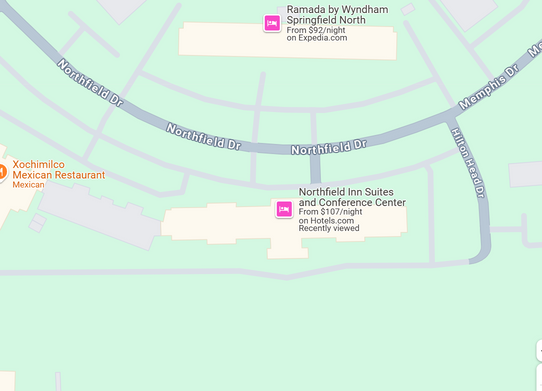 Ramada by Wyndham
Springfield North
From $92/night
on Expedia.com
Northfield Dr
Memphis Dr
Northfield Dr
Northfield Dr
Hilton Head Dr
Xochimilco
Mexican Restaurant
Mexican
Northfield Inn Suites
and Conference Center
From $107/night
on Hotels.com
Recently viewed